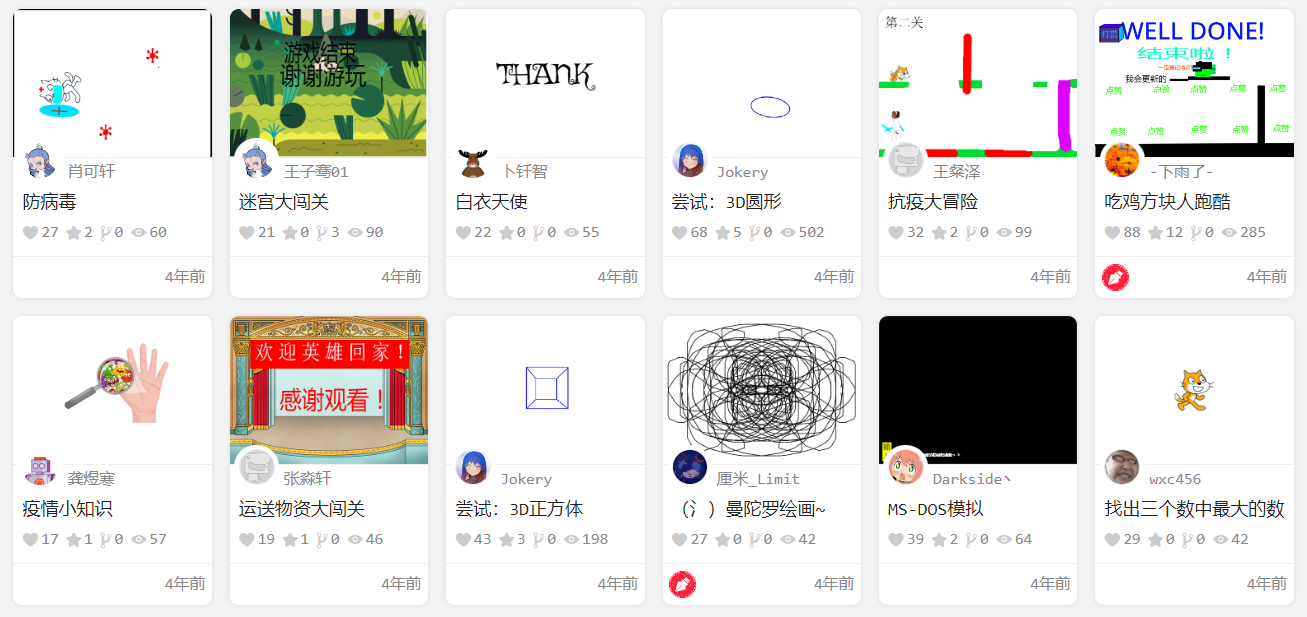 肖可轩
防病毒
27 2 0 60
4年前
游戏结束
谢谢游玩
王子骞01
迷宫大闯关
21 0 3 90
4年前
THANK
卜钎智
白衣天使
22 0 0 55
4年前
Jokery
尝试: 3D圆形
68 5 0 502
4年前
第二关
王粲泽
抗疫大冒险
32 2 0 99
4年前
打雷
WELL DONE!
结束啦！
我会更新的
点赞 点赞 点赞 点赞 点赞
点赞 点赞 点赞 点赞 点赞
-下雨了-
吃鸡方块人跑酷
88 12 0 285
4年前
龚煜寒
疫情小知识
17 1 0 57
4年前
欢迎英雄回家！
感谢观看！
张淼轩
运送物资大闯关
19 1 0 46
4年前
Jokery
尝试: 3D正方体
43 3 0 198
4年前
厘米_Limit
（氵）曼陀罗绘画~
27 0 0 42
4年前
Darkside丶
MS-DOS模拟
39 2 0 64
4年前
wxc456
找出三个数中最大的数
29 0 0 42
4年前